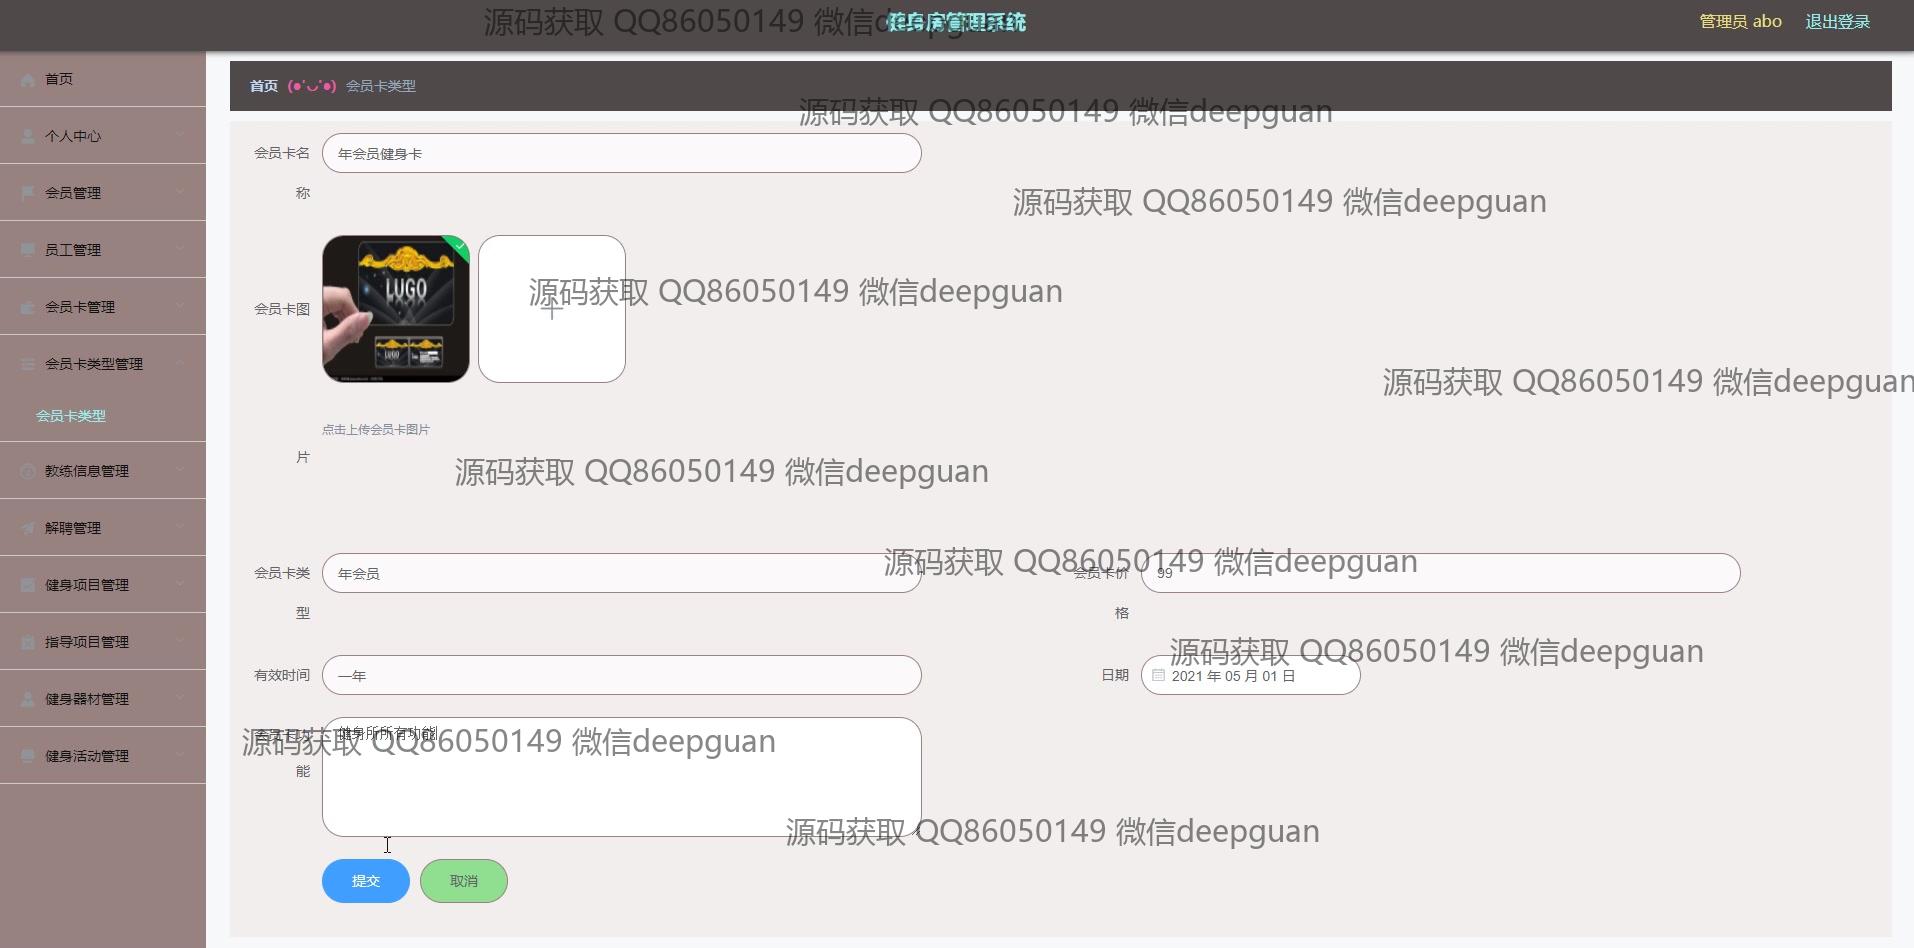 源码获取 QQ86050149 微信deepguan
健身房管理系统
管理员 abo
退出登录
首页
个人中心
会员管理
员工管理
会员卡管理
会员卡类型管理
会员卡类型
教练信息管理
解聘管理
健身项目管理
指导项目管理
健身器材管理
健身活动管理
首页 (●'◡'●) 会员卡类型
源码获取 QQ86050149 微信deepguan
会员卡名称
年会员健身卡
源码获取 QQ86050149 微信deepguan
会员卡图片
LUGO
LUGO
源码获取 QQ86050149 微信deepguan
源码获取 QQ86050149 微信deepguan
点击上传会员卡图片
源码获取 QQ86050149 微信deepguan
会员卡类型
年会员
源码获取 QQ86050149 微信deepguan
会员卡价格
99
有效时间
一年
源码获取 QQ86050149 微信deepguan
日期
2021 年 05 月 01 日
会员卡功能
健身所所有功能
源码获取 QQ86050149 微信deepguan
源码获取 QQ86050149 微信deepguan
提交
取消